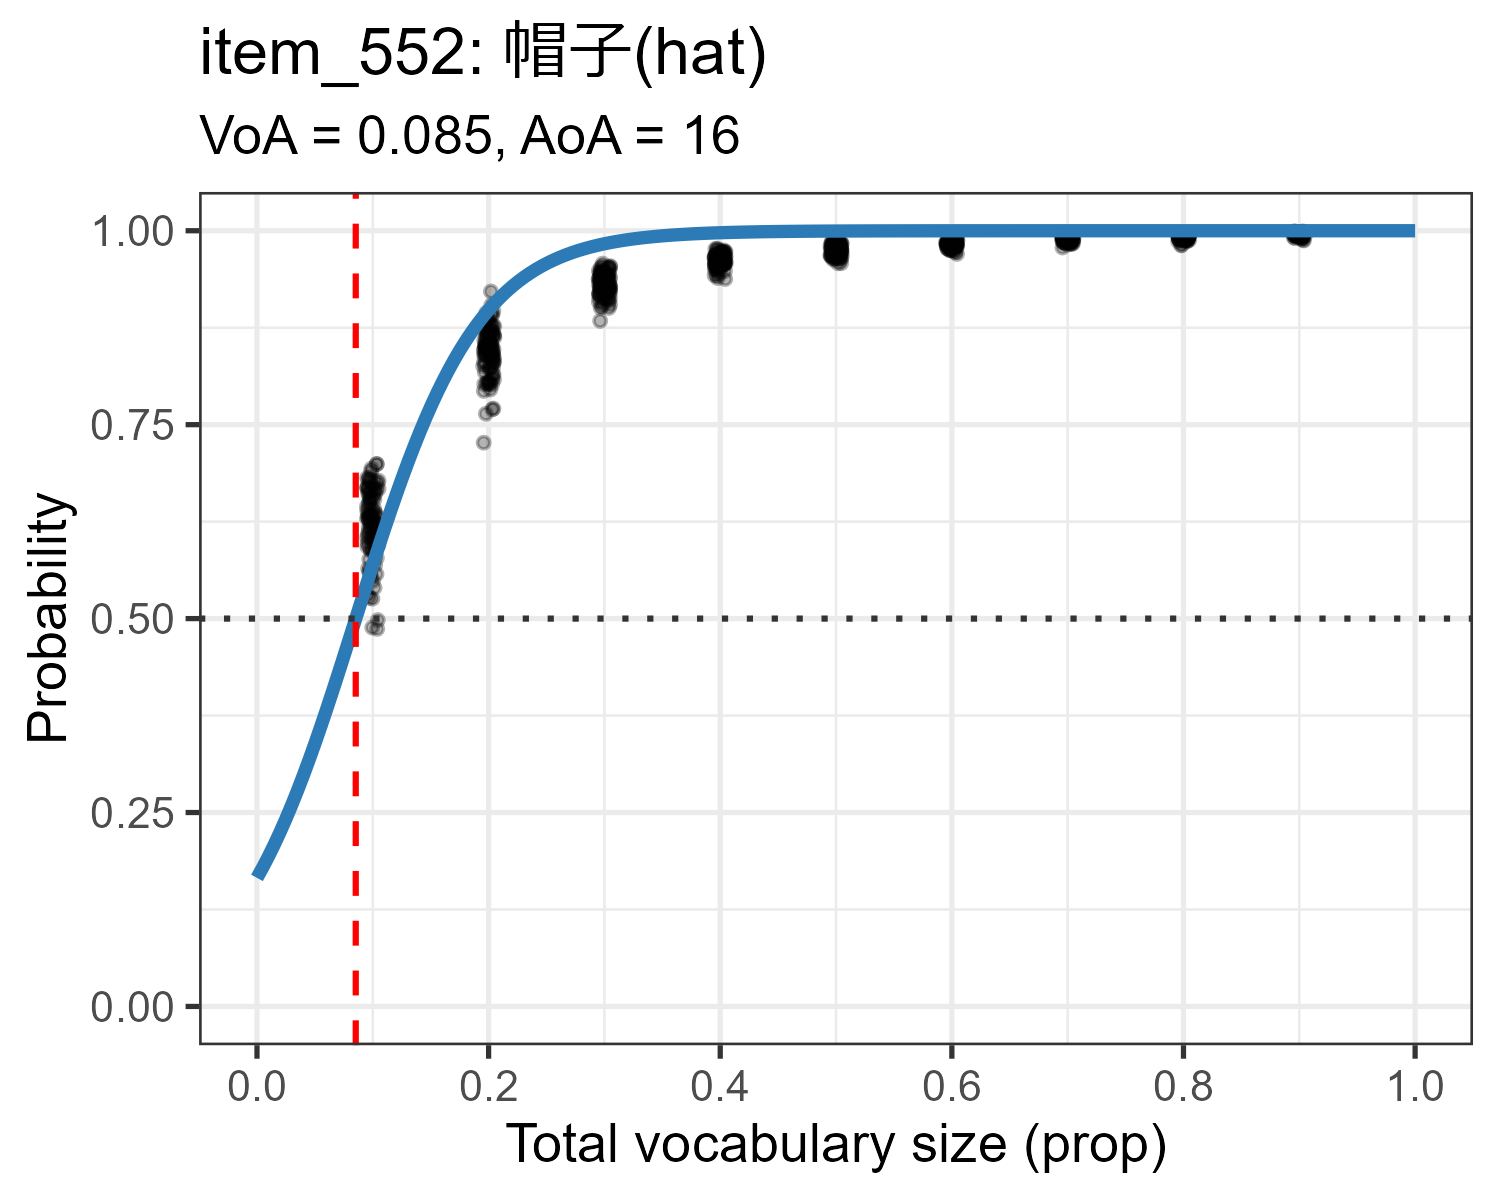 item_552: 帽子(hat)
VoA = 0.085, AoA = 16
1.00
0.75
0.50
0.25
0.00
Probability
0.0 0.2 0.4 0.6 0.8 1.0
Total vocabulary size (prop)